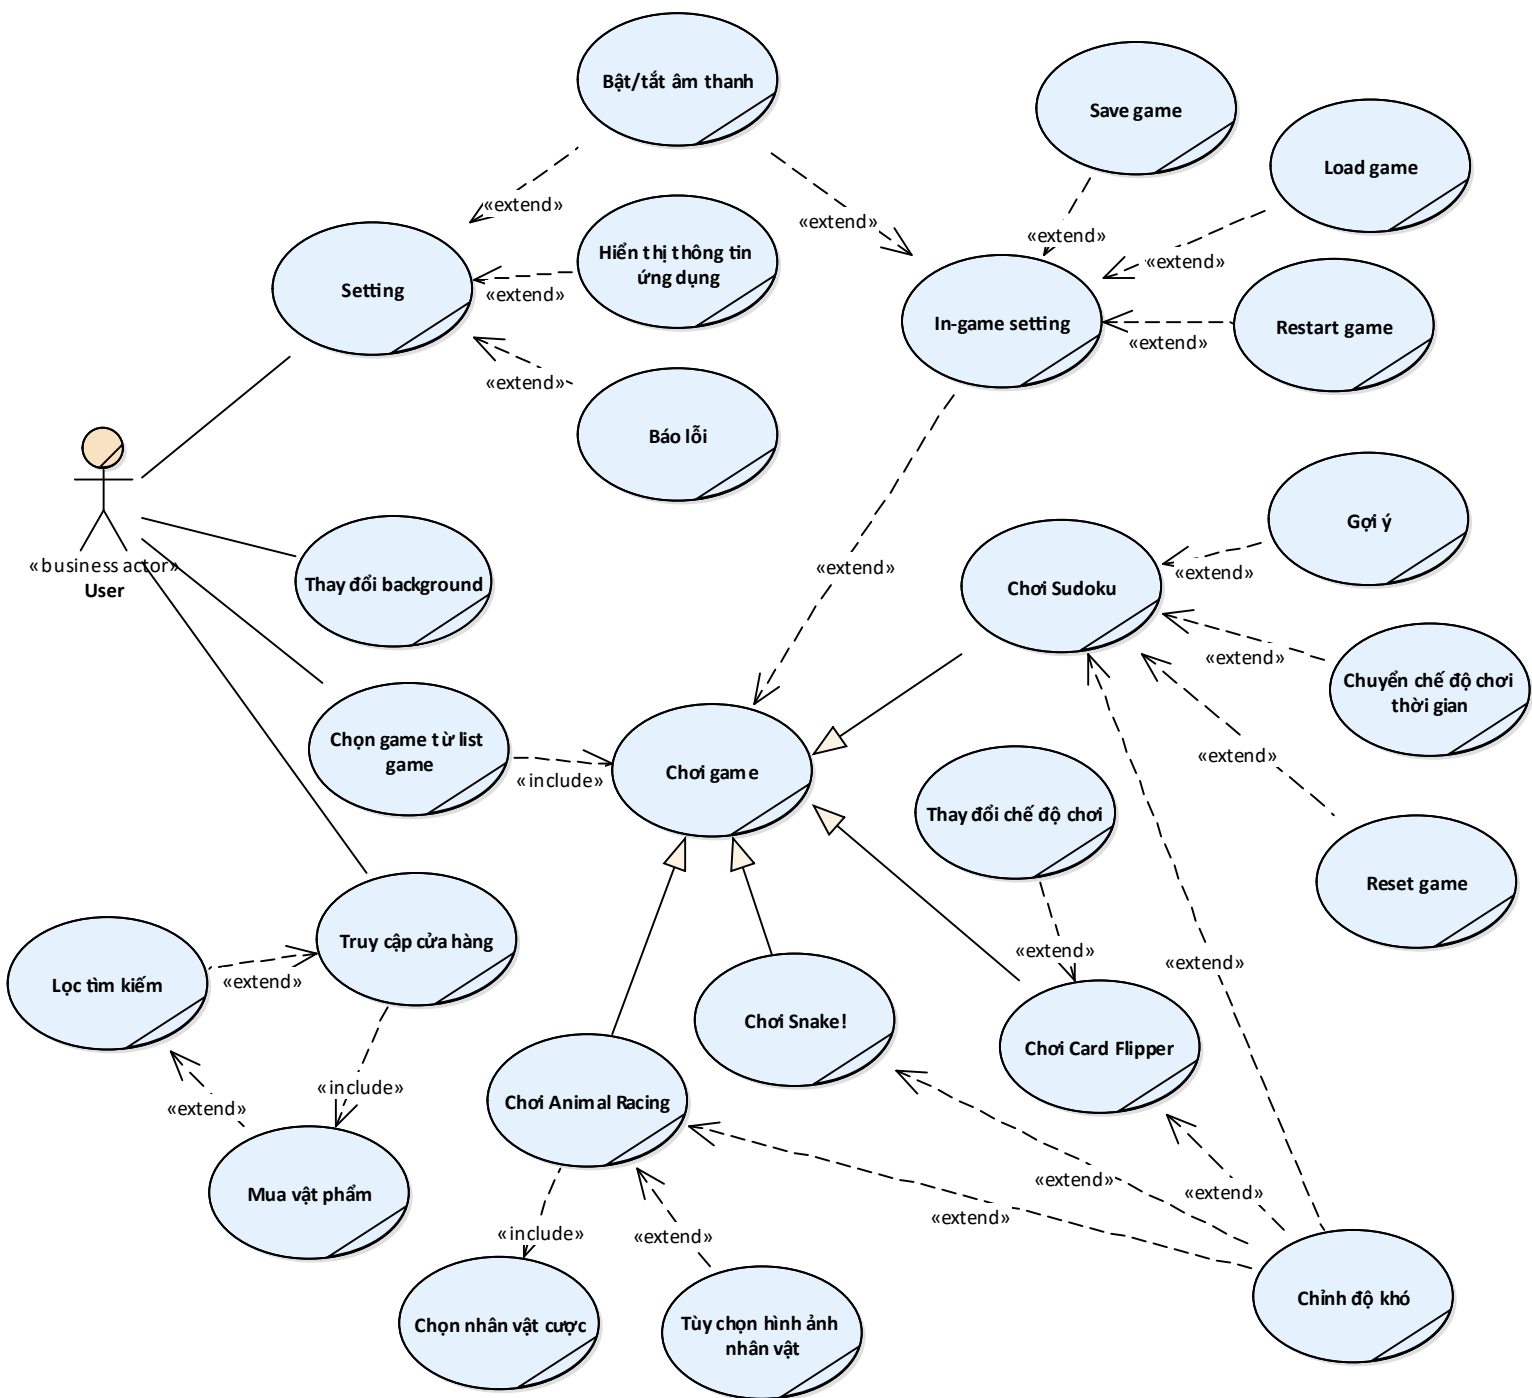 Bật/tắt âm thanh
Save game
Load game
«extend»
«extend»
«extend»
«extend»
Hiển thị thông tin
ứng dụng
Setting
«extend»
In-game setting
Restart game
«extend»
«extend»
Báo lỗi
«business actor»
User
Thay đổi background
«extend»
Gợi ý
«extend»
Chơi Sudoku
«extend»
Chuyển chế độ chơi
thời gian
Chọn game từ list
game
«include»
Chơi game
«extend»
Thay đổi chế độ chơi
Reset game
Truy cập cửa hàng
Lọc tìm kiếm
«extend»
«extend»
«extend»
Chơi Snake!
Chơi Card Flipper
«include»
«extend»
Chơi Animal Racing
Mua vật phẩm
«extend»
«extend»
«extend»
«include»
«extend»
Chọn nhân vật cược
Tùy chọn hình ảnh
nhân vật
Chỉnh độ khó